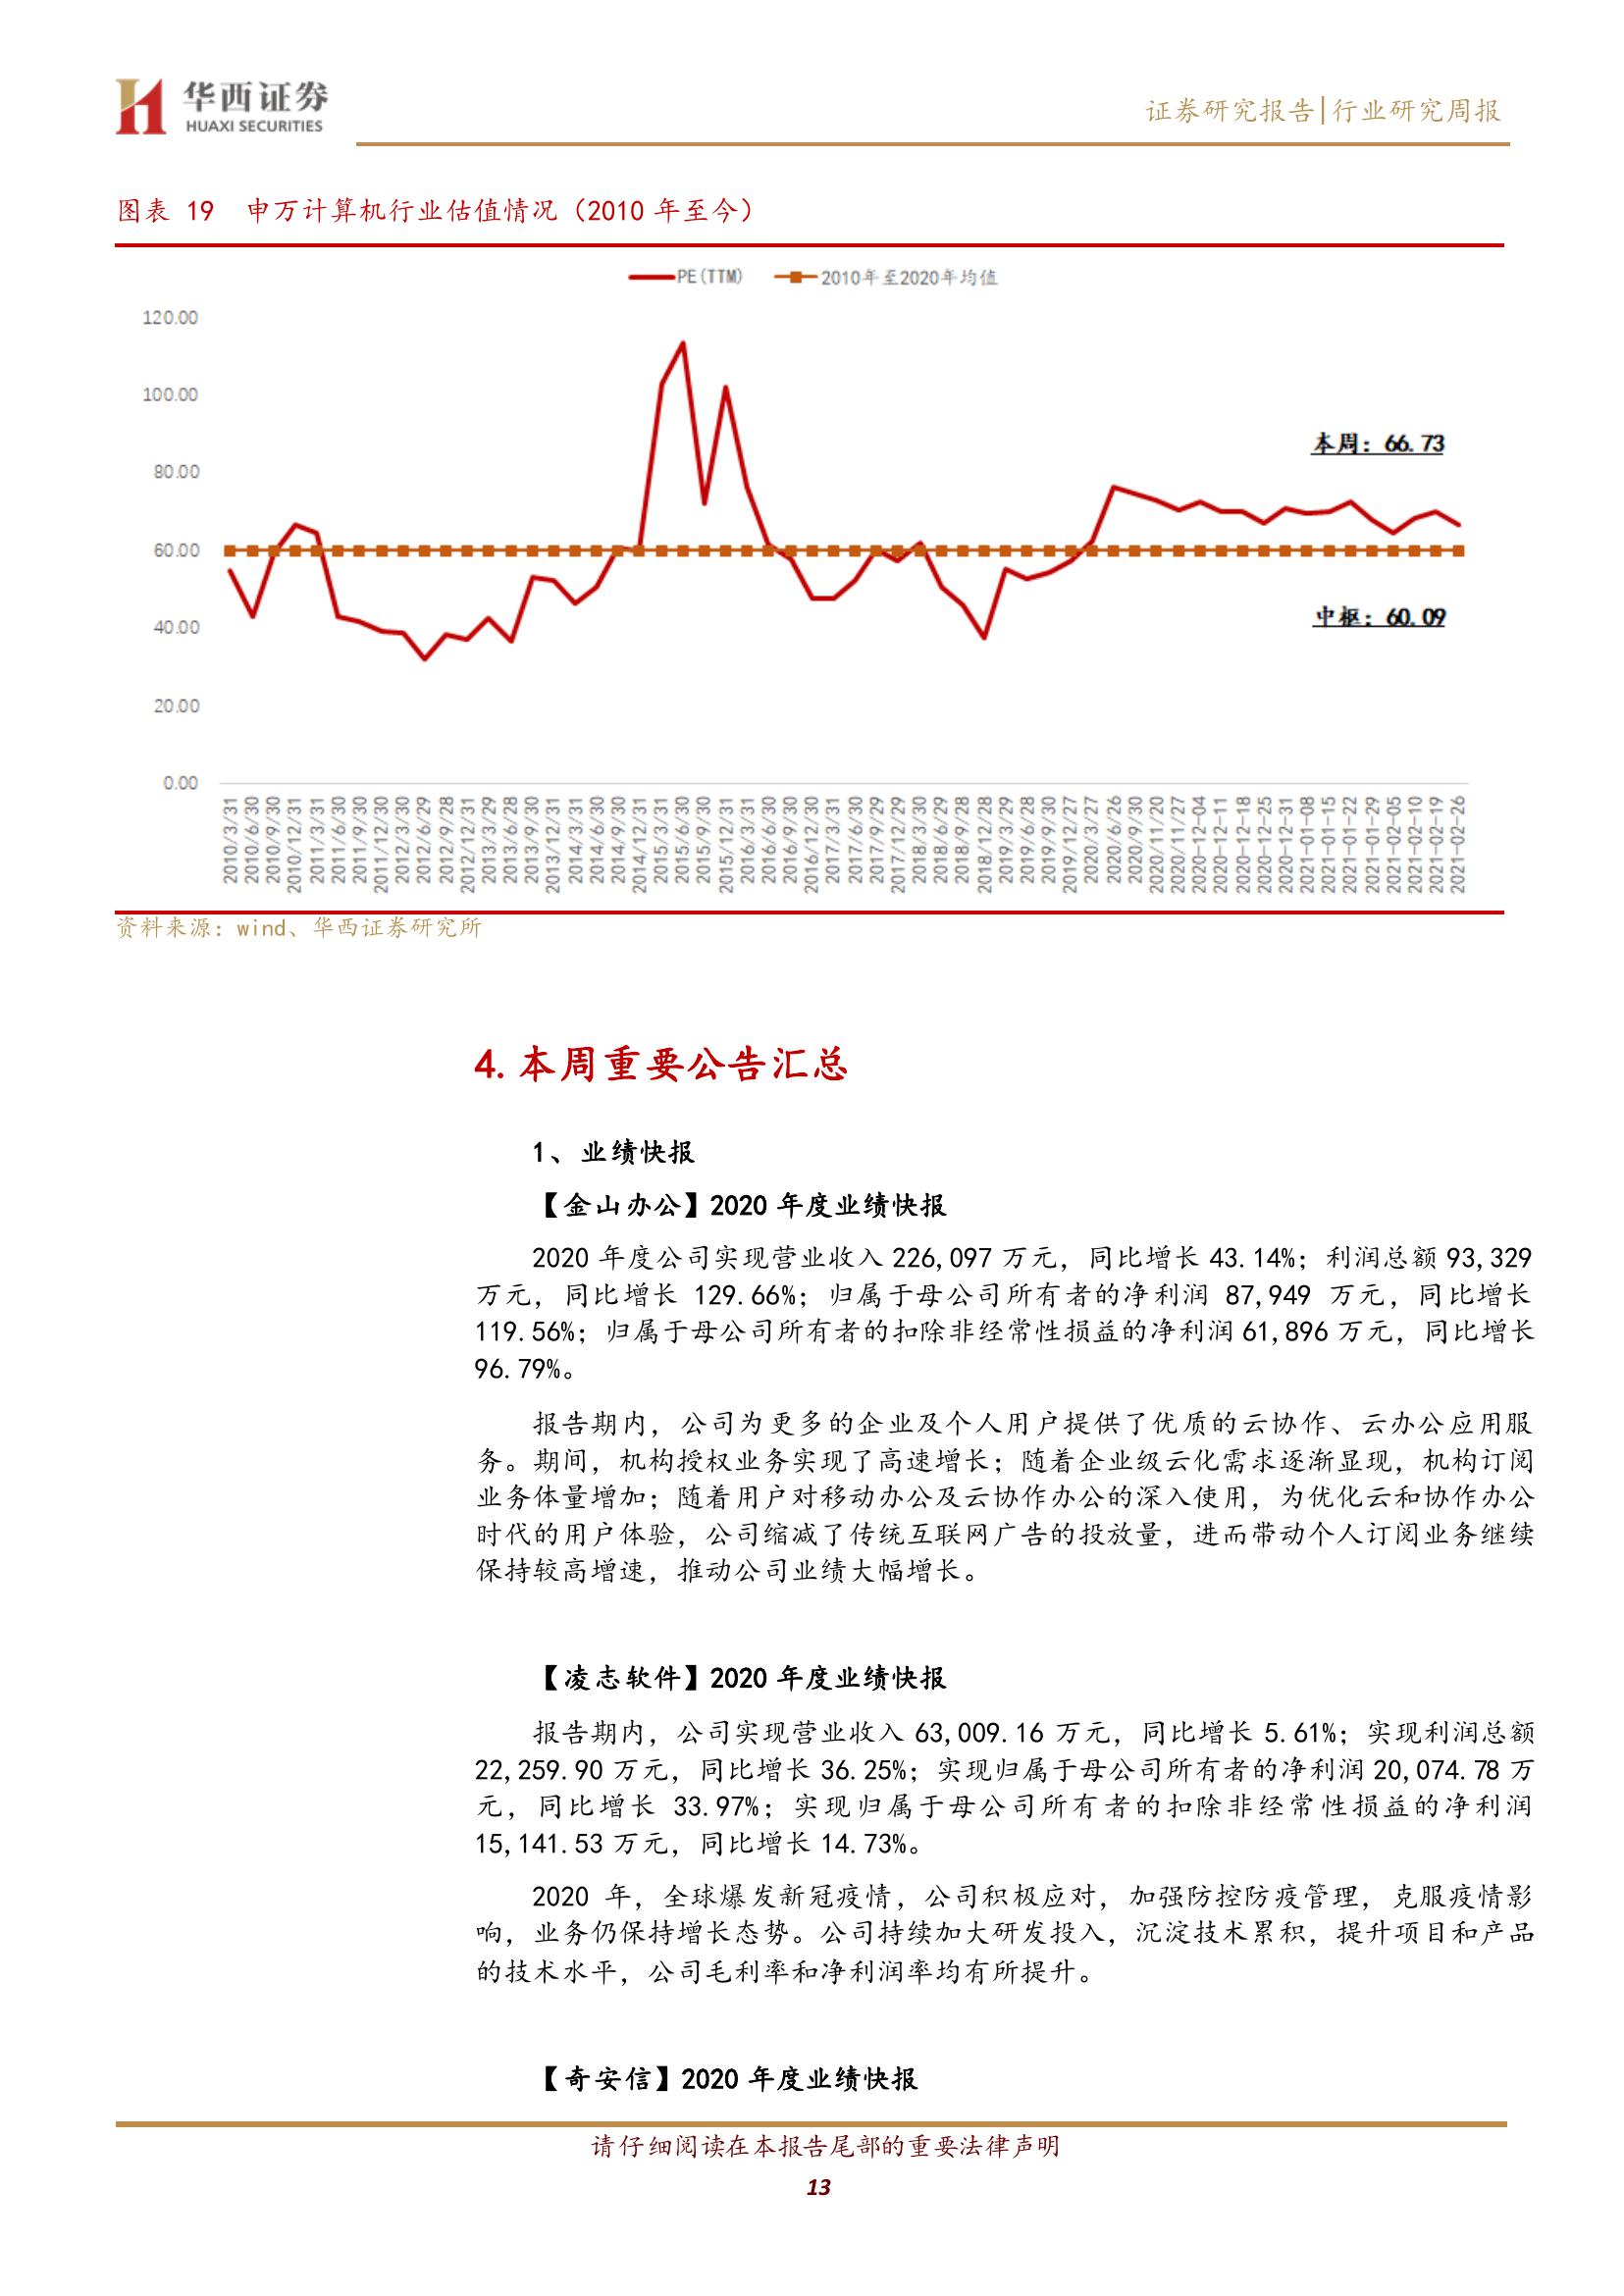 华西证券
HUAXI SECURITIES
证券研究报告|行业研究周报
图表 19 申万计算机行业估值情况（2010 年至今）
PE(TTM) 2010年至2020年均值
120.00
100.00
80.00
60.00
40.00
20.00
0.00
本周：66.73
中枢：60.09
2010/3/31
2010/6/30
2010/9/30
2010/12/31
2011/3/31
2011/6/30
2011/9/30
2011/12/30
2012/3/30
2012/6/29
2012/9/28
2012/12/31
2013/3/29
2013/6/28
2013/9/30
2013/12/31
2014/3/31
2014/6/30
2014/9/30
2014/12/31
2015/3/31
2015/6/30
2015/9/30
2015/12/31
2016/3/31
2016/6/30
2016/9/30
2016/12/30
2017/3/31
2017/6/30
2017/9/29
2017/12/29
2018/3/30
2018/6/29
2018/9/28
2018/12/28
2019/3/29
2019/6/28
2019/9/30
2019/12/27
2020/3/27
2020/6/26
2020/9/30
2020/11/20
2020/11/27
2020-12-04
2020-12-11
2020-12-18
2020-12-25
2020-12-31
2021-01-08
2021-01-15
2021-01-22
2021-01-29
2021-02-05
2021-02-10
2021-02-19
2021-02-26
资料来源：wind、华西证券研究所
4. 本周重要公告汇总
1、业绩快报
【金山办公】2020 年度业绩快报
2020 年度公司实现营业收入 226,097 万元，同比增长 43.14%；利润总额 93,329
万元，同比增长 129.66%；归属于母公司所有者的净利润 87,949 万元，同比增长
119.56%；归属于母公司所有者的扣除非经常性损益的净利润 61,896 万元，同比增长
96.79%。
报告期内，公司为更多的企业及个人用户提供了优质的云协作、云办公应用服
务。期间，机构授权业务实现了高速增长；随着企业级云化需求逐渐显现，机构订阅
业务体量增加；随着用户对移动办公及云协作办公的深入使用，为优化云和协作办公
时代的用户体验，公司缩减了传统互联网广告的投放量，进而带动个人订阅业务继续
保持较高增速，推动公司业绩大幅增长。
【凌志软件】2020 年度业绩快报
报告期内，公司实现营业收入 63,009.16 万元，同比增长 5.61%；实现利润总额
22,259.90 万元，同比增长 36.25%；实现归属于母公司所有者的净利润 20,074.78 万
元，同比增长 33.97%；实现归属于母公司所有者的扣除非经常性损益的净利润
15,141.53 万元，同比增长 14.73%。
2020 年，全球爆发新冠疫情，公司积极应对，加强防控防疫管理，克服疫情影
响，业务仍保持增长态势。公司持续加大研发投入，沉淀技术累积，提升项目和产品
的技术水平，公司毛利率和净利润率均有所提升。
【奇安信】2020 年度业绩快报
请仔细阅读在本报告尾部的重要法律声明
13